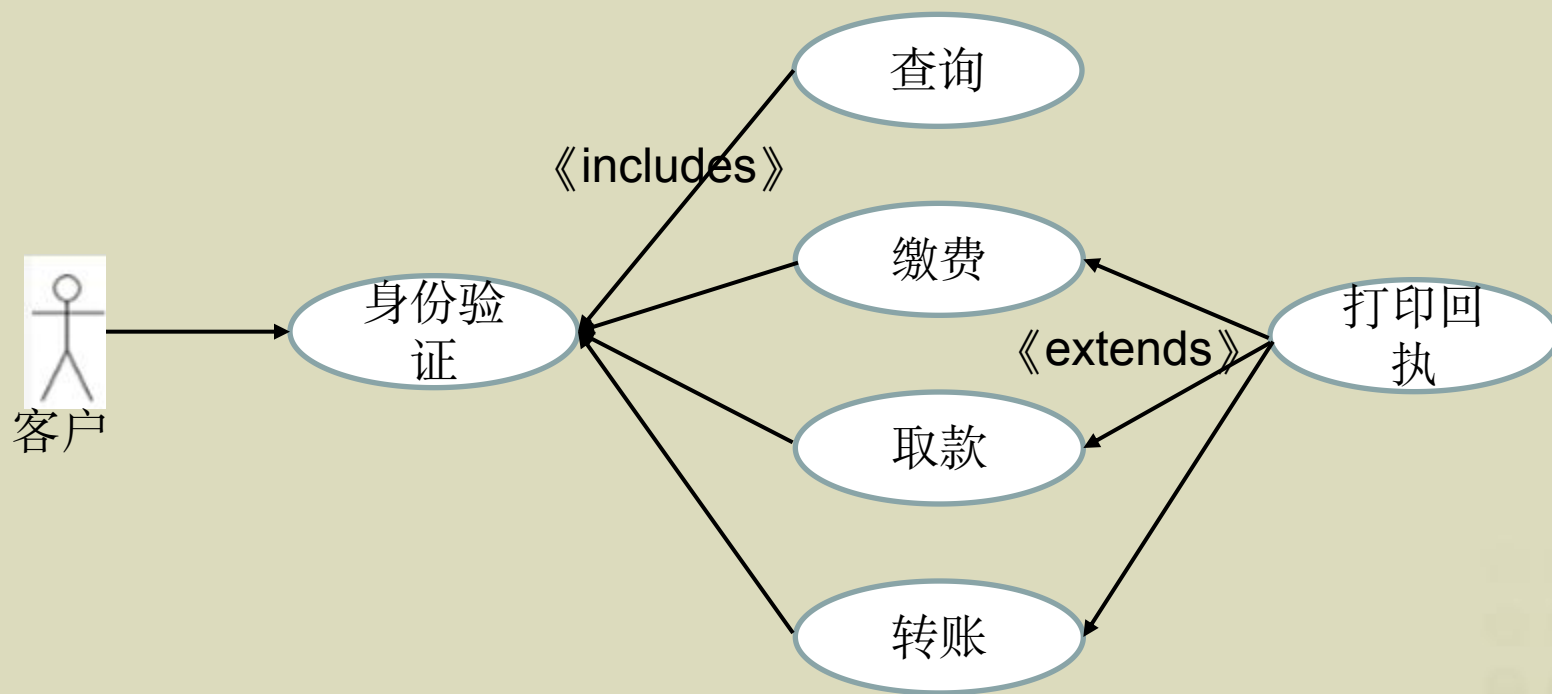 查询
《includes》
缴费
身份验
证
打印回
执
《extends》
客户
取款
转账